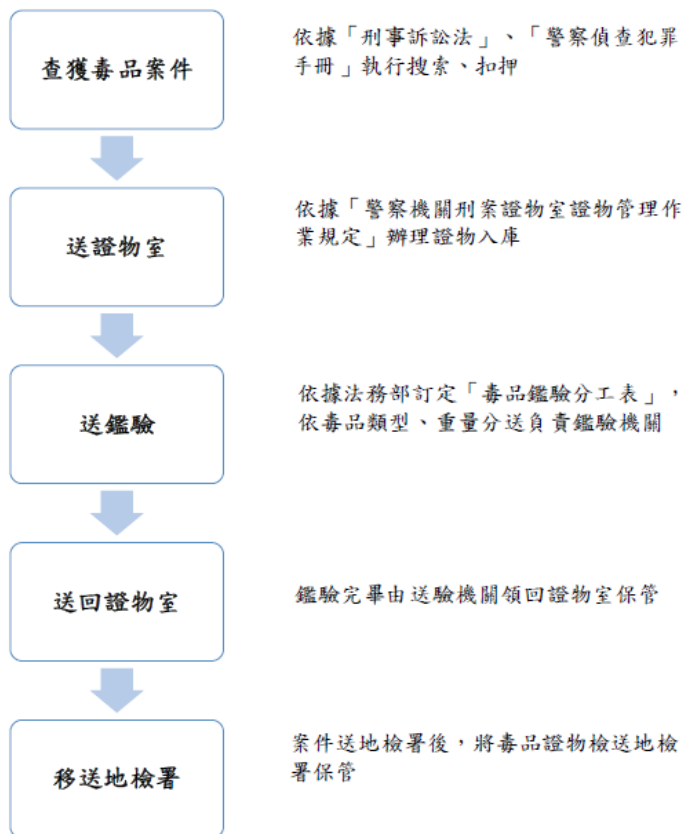 查獲毒品案件
依據「刑事訴訟法」、「警察偵查犯罪
手冊」執行搜索、扣押
送證物室
依據「警察機關刑案證物室證物管理作
業規定」辦理證物入庫
送鑑驗
依據法務部訂定「毒品鑑驗分工表」，
依毒品類型、重量分送負責鑑驗機關
送回證物室
鑑驗完畢由送驗機關領回證物室保管
移送地檢署
案件送地檢署後，將毒品證物檢送地檢
署保管